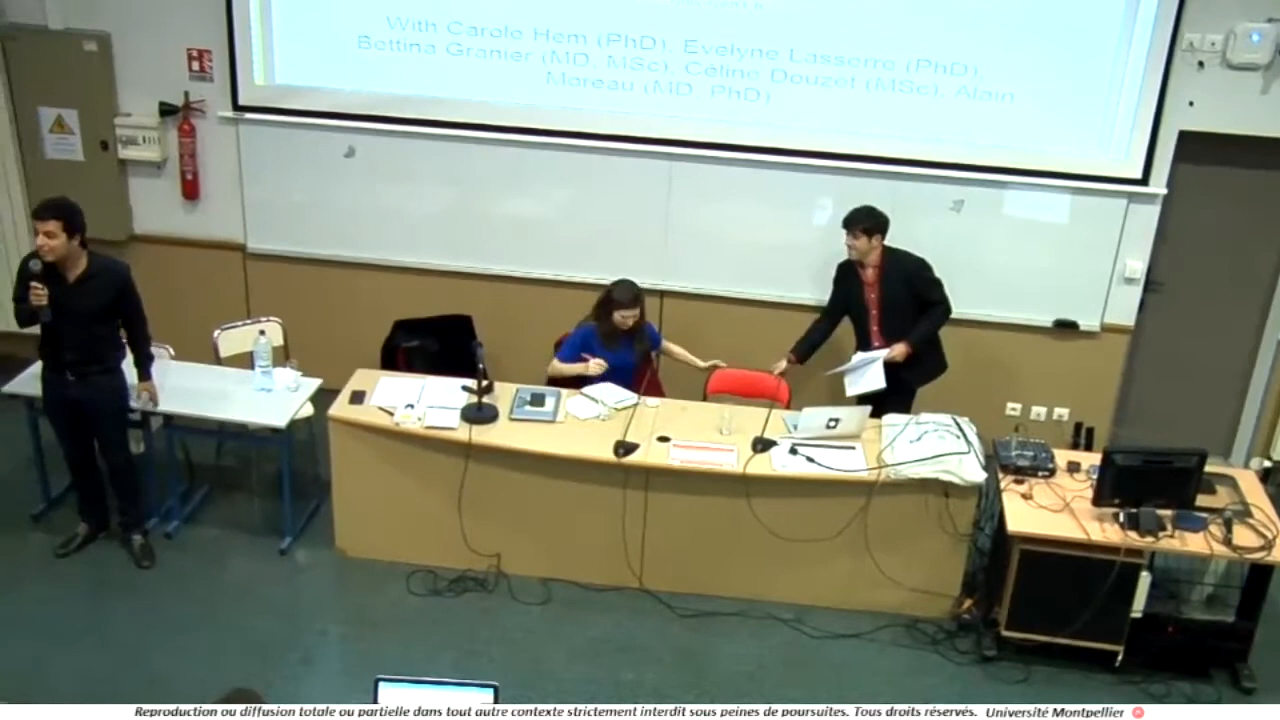 With Carole Hem (PhD), Evelyne Lasserre (PhD),
Bettina Granier (MD, MSc), Céline Douzet (MSc), Alain
Moreau (MD, PhD)
Reproduction ou diffusion totale ou partielle dans tout autre contexte strictement interdit sous peines de poursuites. Tous droits réservés. Université Montpellier